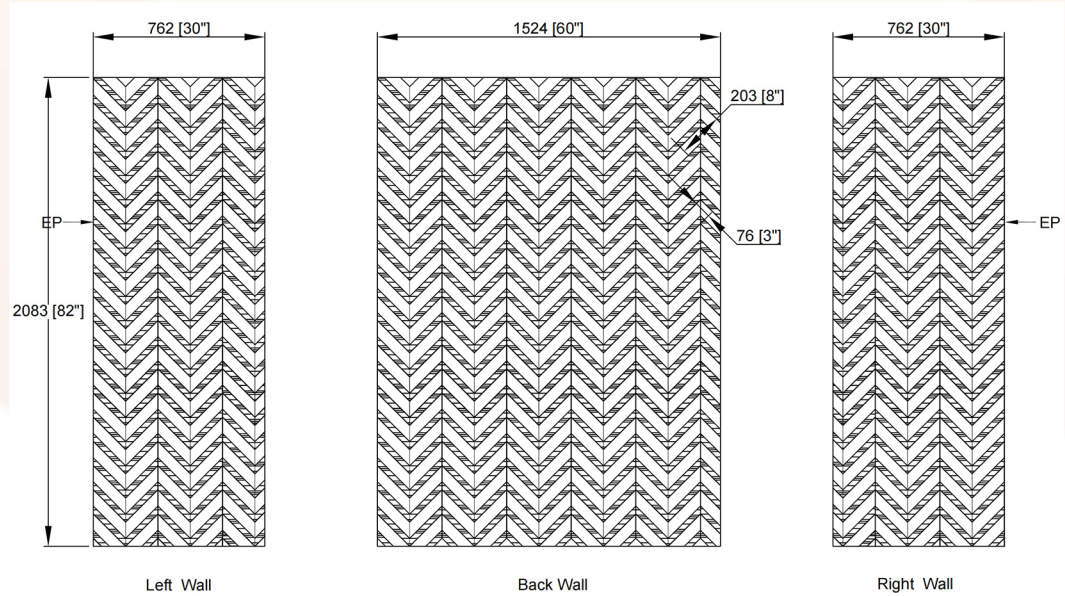 762 [30"]
1524 [60"]
762 [30"]
203 [8"]
EP
EP
76 [3"]
2083 [82"]
Left Wall
Back Wall
Right Wall